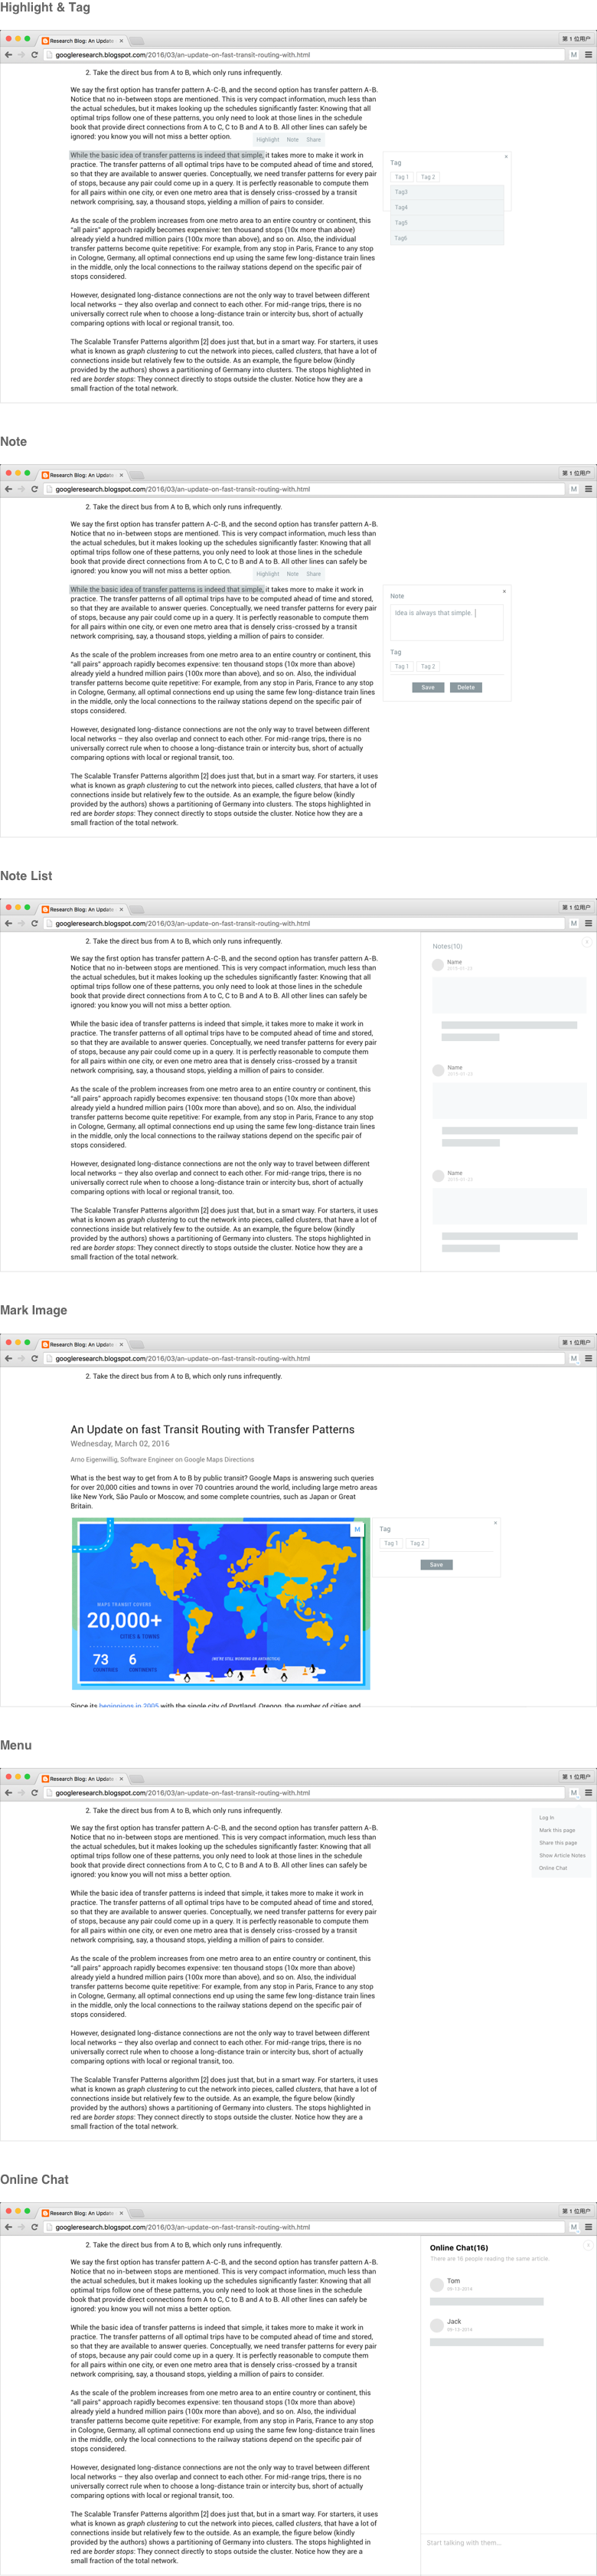 Highlight & Tag
Research Blog: An Update
第 1 位用户
googleresearch.blogspot.com/2016/03/an-update-on-fast-transit-routing-with.html
M
2. Take the direct bus from A to B, which only runs infrequently.
We say the first option has transfer pattern A-C-B, and the second option has transfer pattern A-B.
Notice that no in-between stops are mentioned. This is very compact information, much less than
the actual schedules, but it makes looking up the schedules significantly faster: Knowing that all
optimal trips follow one of these patterns, you only need to look at those lines in the schedule
book that provide direct connections from A to C, C to B and A to B. All other lines can safely be
ignored: you know you will not miss a better option.
Highlight Note Share
While the basic idea of transfer patterns is indeed that simple, it takes more to make it work in
practice. The transfer patterns of all optimal trips have to be computed ahead of time and stored,
so that they are available to answer queries. Conceptually, we need transfer patterns for every pair
of stops, because any pair could come up in a query. It is perfectly reasonable to compute them
for all pairs within one city, or even one metro area that is densely criss-crossed by a transit
network comprising, say, a thousand stops, yielding a million of pairs to consider.
Tag
Tag 1 Tag 2
Tag3
Tag4
Tag5
Tag6
As the scale of the problem increases from one metro area to an entire country or continent, this
“all pairs” approach rapidly becomes expensive: ten thousand stops (10x more than above)
already yield a hundred million pairs (100x more than above), and so on. Also, the individual
transfer patterns become quite repetitive: For example, from any stop in Paris, France to any stop
in Cologne, Germany, all optimal connections end up using the same few long-distance train lines
in the middle, only the local connections to the railway stations depend on the specific pair of
stops considered.
However, designated long-distance connections are not the only way to travel between different
local networks – they also overlap and connect to each other. For mid-range trips, there is no
universally correct rule when to choose a long-distance train or intercity bus, short of actually
comparing options with local or regional transit, too.
The Scalable Transfer Patterns algorithm [2] does just that, but in a smart way. For starters, it uses
what is known as graph clustering to cut the network into pieces, called clusters, that have a lot of
connections inside but relatively few to the outside. As an example, the figure below (kindly
provided by the authors) shows a partitioning of Germany into clusters. The stops highlighted in
red are border stops: They connect directly to stops outside the cluster. Notice how they are a
small fraction of the total network.
Note
Research Blog: An Update
第 1 位用户
googleresearch.blogspot.com/2016/03/an-update-on-fast-transit-routing-with.html
M
2. Take the direct bus from A to B, which only runs infrequently.
We say the first option has transfer pattern A-C-B, and the second option has transfer pattern A-B.
Notice that no in-between stops are mentioned. This is very compact information, much less than
the actual schedules, but it makes looking up the schedules significantly faster: Knowing that all
optimal trips follow one of these patterns, you only need to look at those lines in the schedule
book that provide direct connections from A to C, C to B and A to B. All other lines can safely be
ignored: you know you will not miss a better option.
Highlight Note Share
While the basic idea of transfer patterns is indeed that simple, it takes more to make it work in
practice. The transfer patterns of all optimal trips have to be computed ahead of time and stored,
so that they are available to answer queries. Conceptually, we need transfer patterns for every pair
of stops, because any pair could come up in a query. It is perfectly reasonable to compute them
for all pairs within one city, or even one metro area that is densely criss-crossed by a transit
network comprising, say, a thousand stops, yielding a million of pairs to consider.
Note
Idea is always that simple.
Tag
Tag 1 Tag 2
Save Delete
As the scale of the problem increases from one metro area to an entire country or continent, this
“all pairs” approach rapidly becomes expensive: ten thousand stops (10x more than above)
already yield a hundred million pairs (100x more than above), and so on. Also, the individual
transfer patterns become quite repetitive: For example, from any stop in Paris, France to any stop
in Cologne, Germany, all optimal connections end up using the same few long-distance train lines
in the middle, only the local connections to the railway stations depend on the specific pair of
stops considered.
However, designated long-distance connections are not the only way to travel between different
local networks – they also overlap and connect to each other. For mid-range trips, there is no
universally correct rule when to choose a long-distance train or intercity bus, short of actually
comparing options with local or regional transit, too.
The Scalable Transfer Patterns algorithm [2] does just that, but in a smart way. For starters, it uses
what is known as graph clustering to cut the network into pieces, called clusters, that have a lot of
connections inside but relatively few to the outside. As an example, the figure below (kindly
provided by the authors) shows a partitioning of Germany into clusters. The stops highlighted in
red are border stops: They connect directly to stops outside the cluster. Notice how they are a
small fraction of the total network.
Note List
Research Blog: An Update
第 1 位用户
googleresearch.blogspot.com/2016/03/an-update-on-fast-transit-routing-with.html
M
2. Take the direct bus from A to B, which only runs infrequently.
We say the first option has transfer pattern A-C-B, and the second option has transfer pattern A-B.
Notice that no in-between stops are mentioned. This is very compact information, much less than
the actual schedules, but it makes looking up the schedules significantly faster: Knowing that all
optimal trips follow one of these patterns, you only need to look at those lines in the schedule
book that provide direct connections from A to C, C to B and A to B. All other lines can safely be
ignored: you know you will not miss a better option.
While the basic idea of transfer patterns is indeed that simple, it takes more to make it work in
practice. The transfer patterns of all optimal trips have to be computed ahead of time and stored,
so that they are available to answer queries. Conceptually, we need transfer patterns for every pair
of stops, because any pair could come up in a query. It is perfectly reasonable to compute them
for all pairs within one city, or even one metro area that is densely criss-crossed by a transit
network comprising, say, a thousand stops, yielding a million of pairs to consider.
As the scale of the problem increases from one metro area to an entire country or continent, this
“all pairs” approach rapidly becomes expensive: ten thousand stops (10x more than above)
already yield a hundred million pairs (100x more than above), and so on. Also, the individual
transfer patterns become quite repetitive: For example, from any stop in Paris, France to any stop
in Cologne, Germany, all optimal connections end up using the same few long-distance train lines
in the middle, only the local connections to the railway stations depend on the specific pair of
stops considered.
However, designated long-distance connections are not the only way to travel between different
local networks – they also overlap and connect to each other. For mid-range trips, there is no
universally correct rule when to choose a long-distance train or intercity bus, short of actually
comparing options with local or regional transit, too.
The Scalable Transfer Patterns algorithm [2] does just that, but in a smart way. For starters, it uses
what is known as graph clustering to cut the network into pieces, called clusters, that have a lot of
connections inside but relatively few to the outside. As an example, the figure below (kindly
provided by the authors) shows a partitioning of Germany into clusters. The stops highlighted in
red are border stops: They connect directly to stops outside the cluster. Notice how they are a
small fraction of the total network.
Notes(10)
Name
Name
Name
Mark Image
Research Blog: An Update
第 1 位用户
googleresearch.blogspot.com/2016/03/an-update-on-fast-transit-routing-with.html
M
2. Take the direct bus from A to B, which only runs infrequently.
An Update on fast Transit Routing with Transfer Patterns
Wednesday, March 02, 2016
Arno Eigenwillig, Software Engineer on Google Maps Directions
What is the best way to get from A to B by public transit? Google Maps is answering such queries
for over 20,000 cities and towns in over 70 countries around the world, including large metro areas
like New York, São Paulo or Moscow, and some complete countries, such as Japan or Great
Britain.
M
MAPS TRANSIT COVERS
20,000+
CITIES & TOWNS
73 6
COUNTRIES CONTINENTS
(WE'RE STILL WORKING ON ANTARCTICA)
Tag
Tag 1 Tag 2
Save
Since its beginnings in 2005 with the single city of Portland, Oregon, the number of cities and
Menu
Research Blog: An Update
第 1 位用户
googleresearch.blogspot.com/2016/03/an-update-on-fast-transit-routing-with.html
M
Log in
Mark this page
Share this page
Show Article Notes
Online Chat
2. Take the direct bus from A to B, which only runs infrequently.
We say the first option has transfer pattern A-C-B, and the second option has transfer pattern A-B.
Notice that no in-between stops are mentioned. This is very compact information, much less than
the actual schedules, but it makes looking up the schedules significantly faster: Knowing that all
optimal trips follow one of these patterns, you only need to look at those lines in the schedule
book that provide direct connections from A to C, C to B and A to B. All other lines can safely be
ignored: you know you will not miss a better option.
While the basic idea of transfer patterns is indeed that simple, it takes more to make it work in
practice. The transfer patterns of all optimal trips have to be computed ahead of time and stored,
so that they are available to answer queries. Conceptually, we need transfer patterns for every pair
of stops, because any pair could come up in a query. It is perfectly reasonable to compute them
for all pairs within one city, or even one metro area that is densely criss-crossed by a transit
network comprising, say, a thousand stops, yielding a million of pairs to consider.
As the scale of the problem increases from one metro area to an entire country or continent, this
“all pairs” approach rapidly becomes expensive: ten thousand stops (10x more than above)
already yield a hundred million pairs (100x more than above), and so on. Also, the individual
transfer patterns become quite repetitive: For example, from any stop in Paris, France to any stop
in Cologne, Germany, all optimal connections end up using the same few long-distance train lines
in the middle, only the local connections to the railway stations depend on the specific pair of
stops considered.
However, designated long-distance connections are not the only way to travel between different
local networks – they also overlap and connect to each other. For mid-range trips, there is no
universally correct rule when to choose a long-distance train or intercity bus, short of actually
comparing options with local or regional transit, too.
The Scalable Transfer Patterns algorithm [2] does just that, but in a smart way. For starters, it uses
what is known as graph clustering to cut the network into pieces, called clusters, that have a lot of
connections inside but relatively few to the outside. As an example, the figure below (kindly
provided by the authors) shows a partitioning of Germany into clusters. The stops highlighted in
red are border stops: They connect directly to stops outside the cluster. Notice how they are a
small fraction of the total network.
Online Chat
Research Blog: An Update
第 1 位用户
googleresearch.blogspot.com/2016/03/an-update-on-fast-transit-routing-with.html
M
2. Take the direct bus from A to B, which only runs infrequently.
We say the first option has transfer pattern A-C-B, and the second option has transfer pattern A-B.
Notice that no in-between stops are mentioned. This is very compact information, much less than
the actual schedules, but it makes looking up the schedules significantly faster: Knowing that all
optimal trips follow one of these patterns, you only need to look at those lines in the schedule
book that provide direct connections from A to C, C to B and A to B. All other lines can safely be
ignored: you know you will not miss a better option.
While the basic idea of transfer patterns is indeed that simple, it takes more to make it work in
practice. The transfer patterns of all optimal trips have to be computed ahead of time and stored,
so that they are available to answer queries. Conceptually, we need transfer patterns for every pair
of stops, because any pair could come up in a query. It is perfectly reasonable to compute them
for all pairs within one city, or even one metro area that is densely criss-crossed by a transit
network comprising, say, a thousand stops, yielding a million of pairs to consider.
As the scale of the problem increases from one metro area to an entire country or continent, this
“all pairs” approach rapidly becomes expensive: ten thousand stops (10x more than above)
already yield a hundred million pairs (100x more than above), and so on. Also, the individual
transfer patterns become quite repetitive: For example, from any stop in Paris, France to any stop
in Cologne, Germany, all optimal connections end up using the same few long-distance train lines
in the middle, only the local connections to the railway stations depend on the specific pair of
stops considered.
However, designated long-distance connections are not the only way to travel between different
local networks – they also overlap and connect to each other. For mid-range trips, there is no
universally correct rule when to choose a long-distance train or intercity bus, short of actually
comparing options with local or regional transit, too.
The Scalable Transfer Patterns algorithm [2] does just that, but in a smart way. For starters, it uses
what is known as graph clustering to cut the network into pieces, called clusters, that have a lot of
connections inside but relatively few to the outside. As an example, the figure below (kindly
provided by the authors) shows a partitioning of Germany into clusters. The stops highlighted in
red are border stops: They connect directly to stops outside the cluster. Notice how they are a
small fraction of the total network.
Online Chat(16)
There are 16 people reading the same article.
Tom
Jack
Start talking with them...